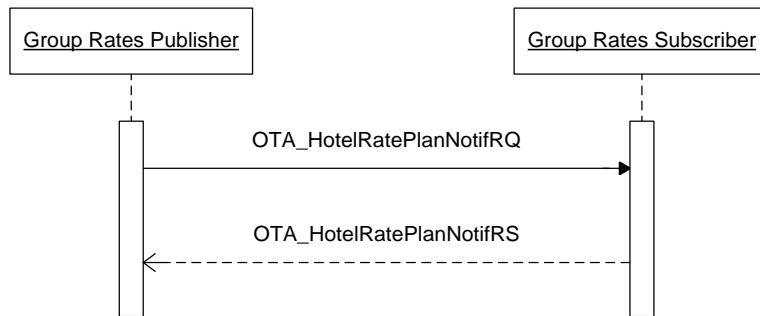 Group Rates Publisher
Group Rates Subscriber
OTA_HotelRatePlanNotifRQ
OTA_HotelRatePlanNotifRS